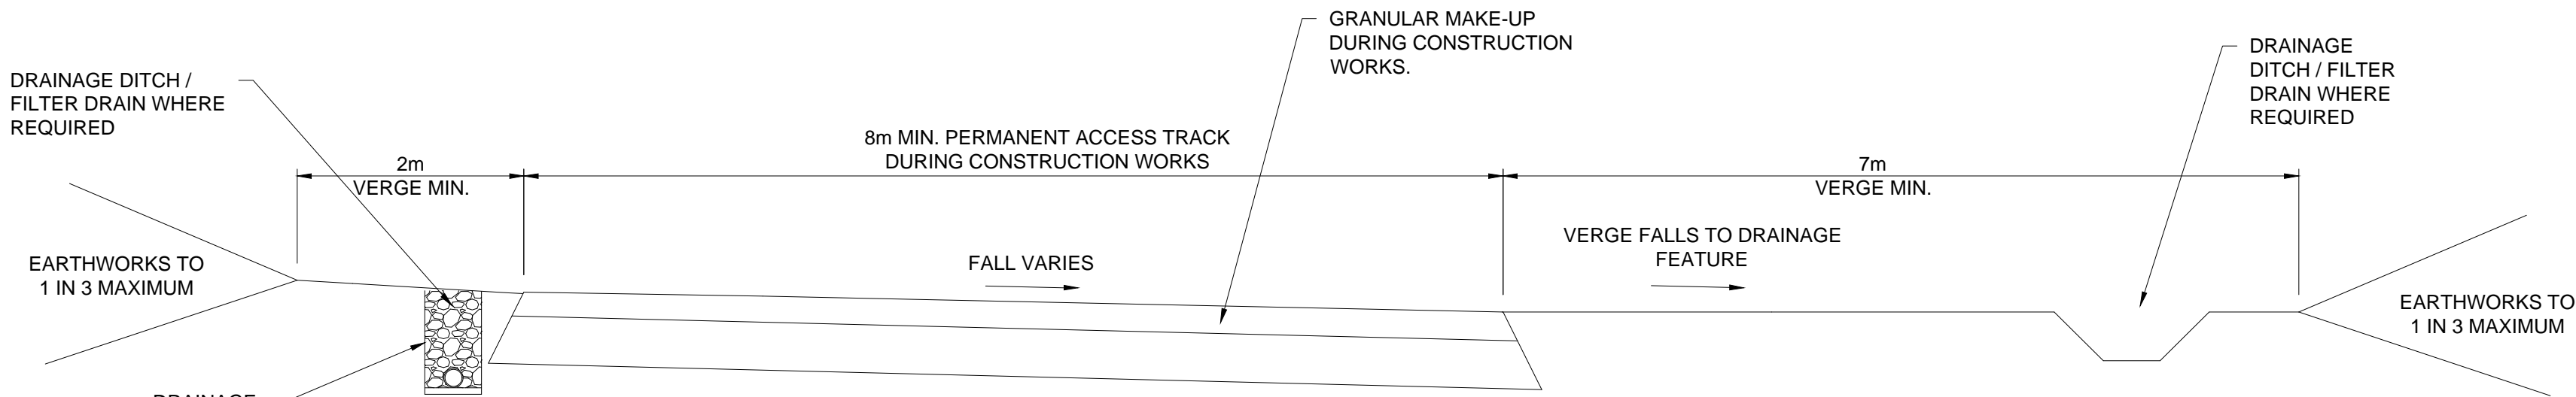 GRANULAR MAKE-UP
DURING CONSTRUCTION
WORKS.
DRAINAGE
DITCH / FILTER
DRAIN WHERE
REQUIRED
DRAINAGE DITCH /
FILTER DRAIN WHERE
REQUIRED
8m MIN. PERMANENT ACCESS TRACK
DURING CONSTRUCTION WORKS
2m
VERGE MIN.
7m
VERGE MIN.
VERGE FALLS TO DRAINAGE
FEATURE
EARTHWORKS TO
1 IN 3 MAXIMUM
FALL VARIES
EARTHWORKS TO
1 IN 3 MAXIMUM
DRAINAGE